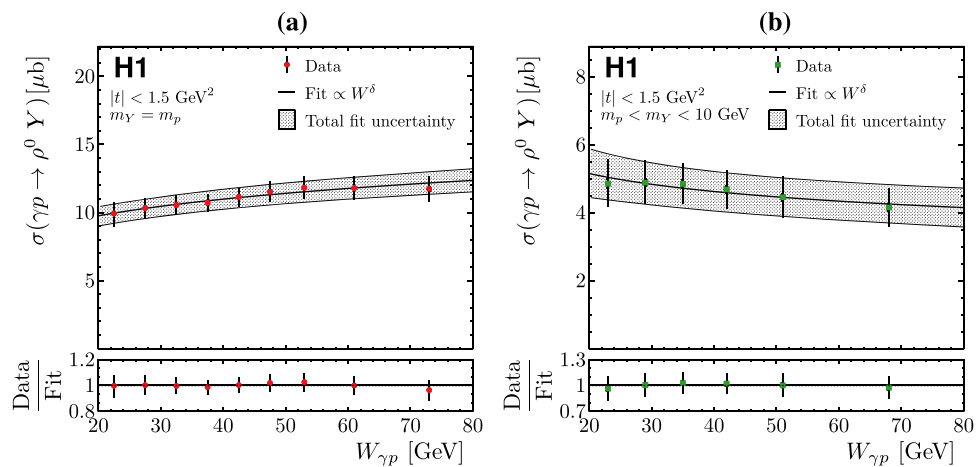 (a)
H1
|t| < 1.5 GeV²
m_Y = m_p
Data
Fit ∝ W^δ
Total fit uncertainty
σ(γp → ρ⁰ Y) [μb]
20
15
10
5
Data
Fit
1.2
1
0.8
20 30 40 50 60 70 80
W_γp [GeV]
(b)
H1
|t| < 1.5 GeV²
m_p < m_Y < 10 GeV
Data
Fit ∝ W^δ
Total fit uncertainty
σ(γp → ρ⁰ Y) [μb]
8
6
4
2
Data
Fit
1.3
1
0.7
20 30 40 50 60 70 80
W_γp [GeV]